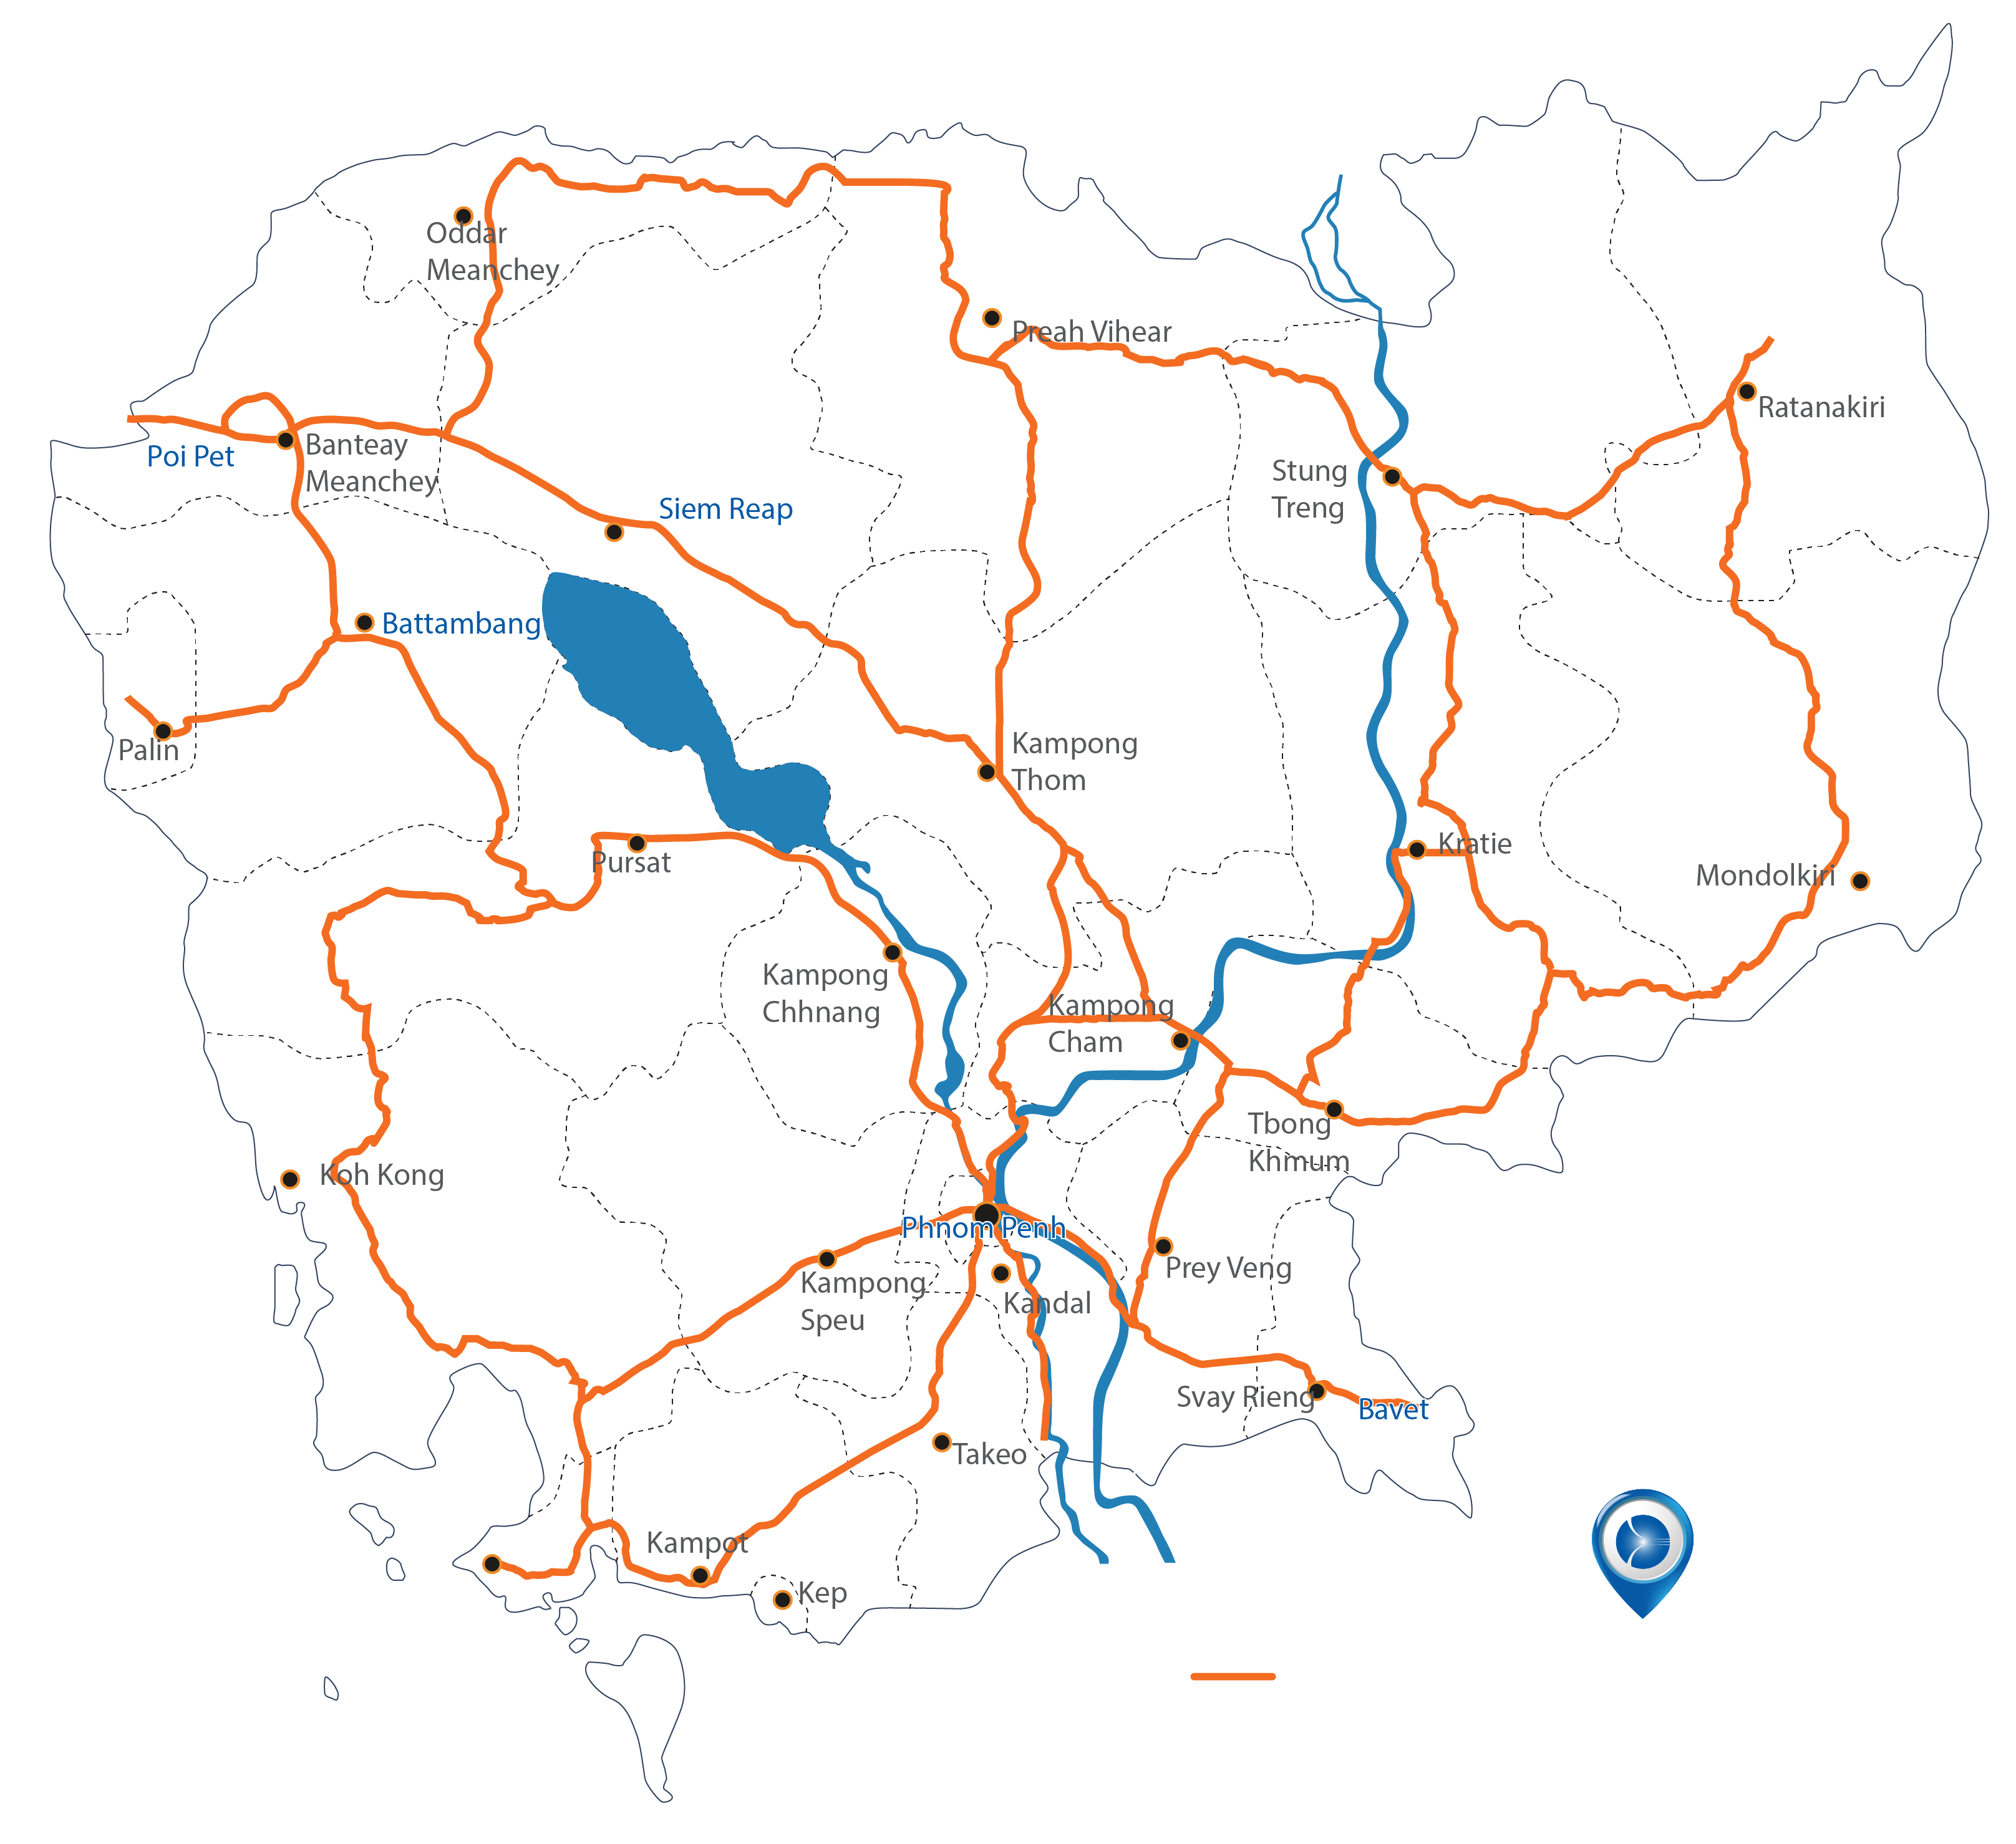 Oddar
Meanchey
Preah Vihear
Ratanakiri
Poi Pet
Banteay
Meanchey
Stung
Treng
Siem Reap
Battambang
Palin
Kampong
Thom
Pursat
Kratie
Mondolkiri
Kampong
Chhnang
Kampong
Cham
Tbong
Khmum
Koh Kong
Phnom Penh
Prey Veng
Kampong
Speu
Kandal
Svay Rieng
Bavet
Takeo
Kampot
Kep